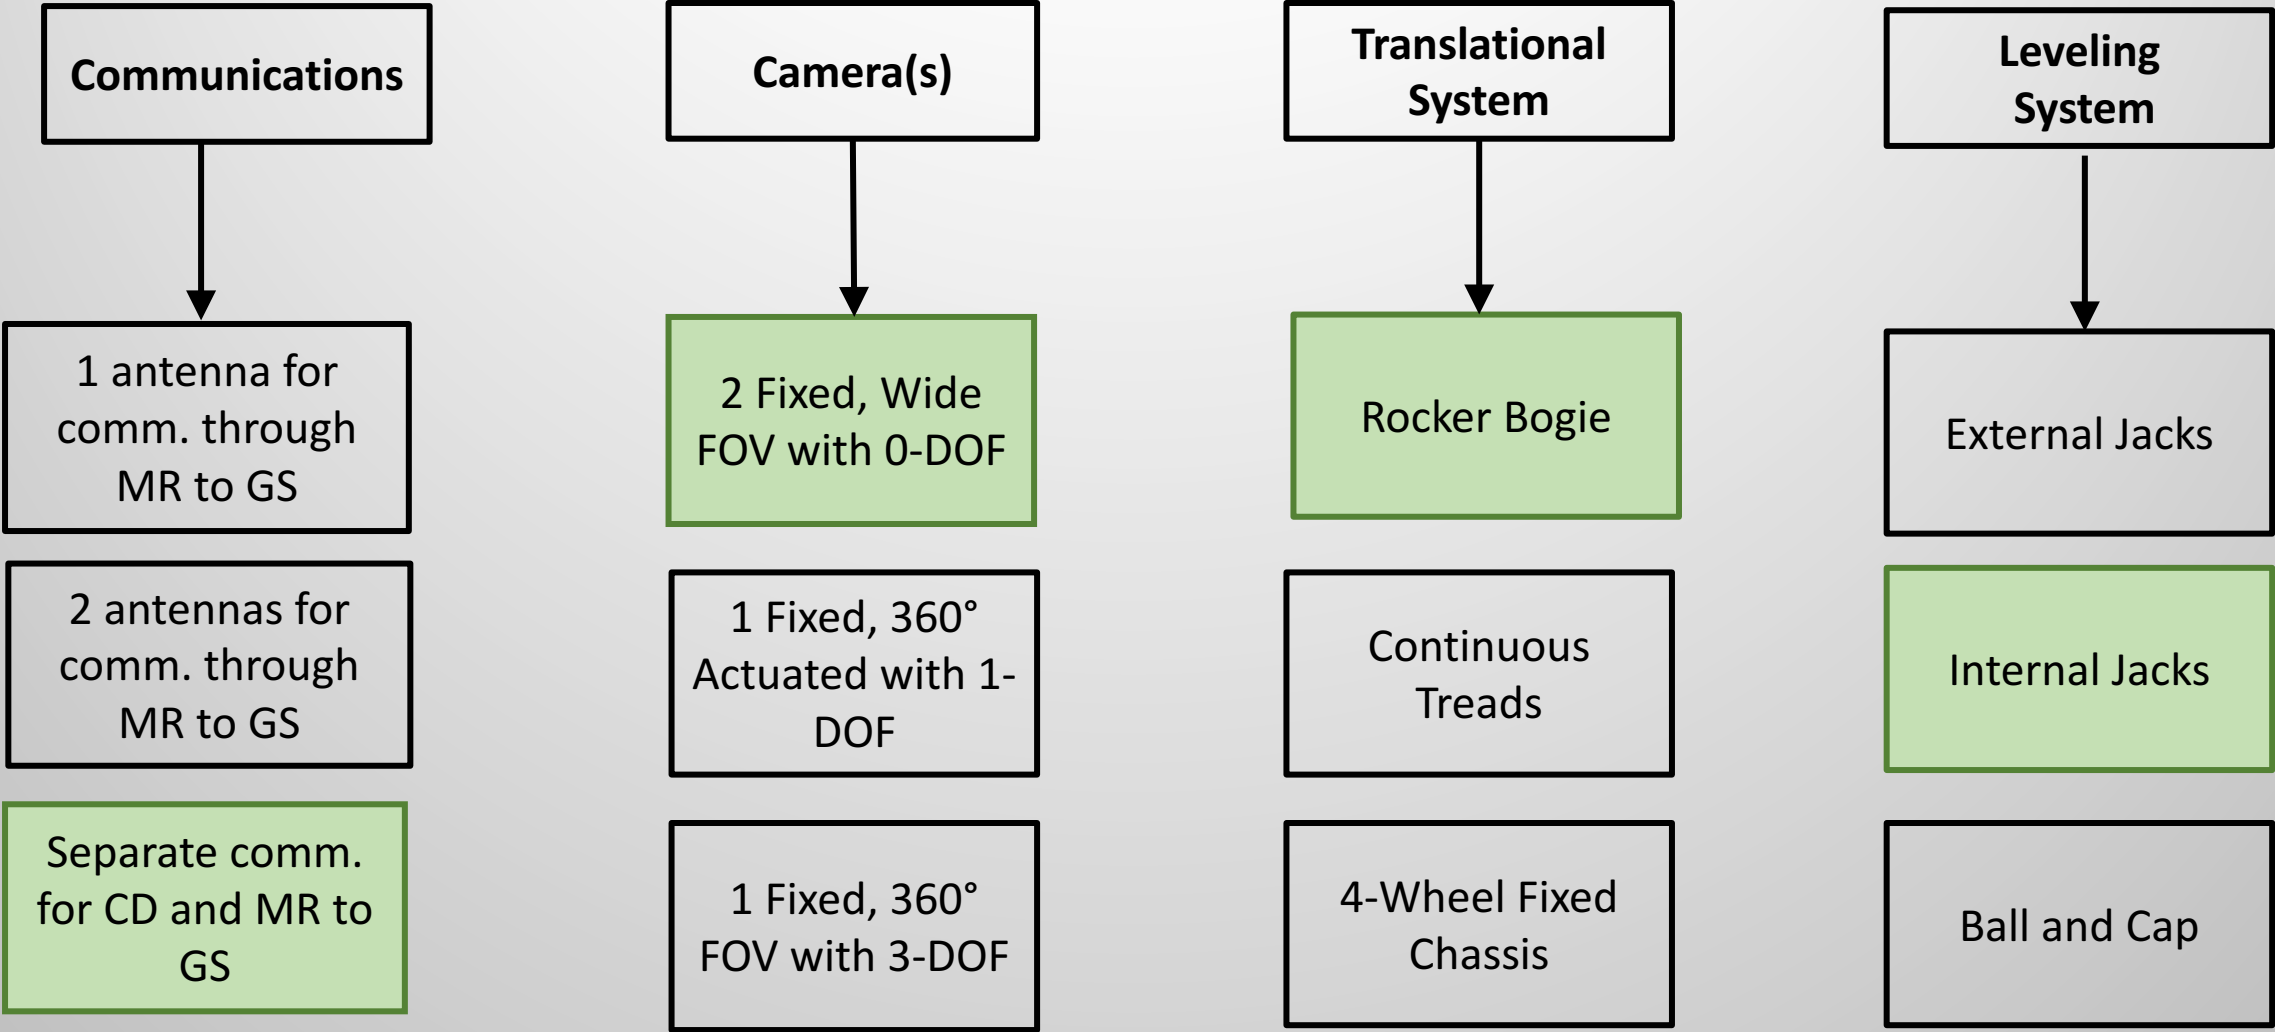 Communications
1 antenna for
comm. through
MR to GS
2 antennas for
comm. through
MR to GS
Separate comm.
for CD and MR to
GS
Camera(s)
2 Fixed, Wide
FOV with 0-DOF
1 Fixed, 360°
Actuated with 1-
DOF
1 Fixed, 360°
FOV with 3-DOF
Translational
System
Rocker Bogie
Continuous
Treads
4-Wheel Fixed
Chassis
Leveling
System
External Jacks
Internal Jacks
Ball and Cap